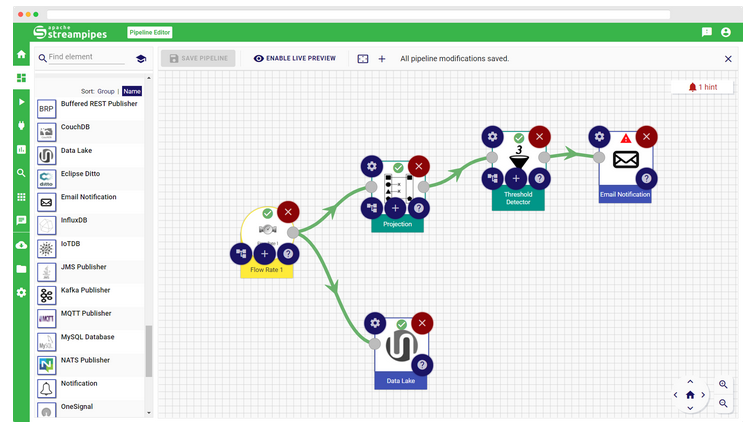 apache
streampipes
Pipeline Editor
Find element
SAVE PIPELINE
ENABLE LIVE PREVIEW
All pipeline modifications saved.
Sort: Group | Name
1 hint
BRP
Buffered REST Publisher
CouchDB
Data Lake
Eclipse Ditto
ditto
Email Notification
InfluxDB
IoTDB
JMS Publisher
Kafka Publisher
MQTT Publisher
MQTT
MySQL Database
MySQL
NATS Publisher
Notification
OneSignal
3
Email Notification
Threshold
Detector
Projection
Flow Rate 1
Data Lake